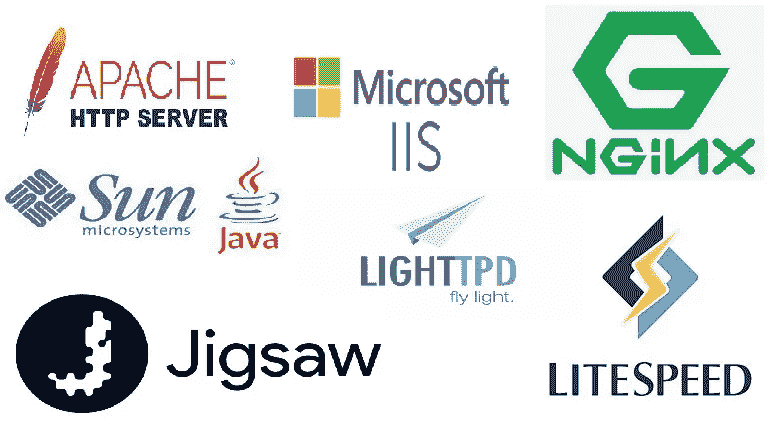 APACHE
HTTP SERVER
Microsoft
IIS
G
NGiNX
Sun
microsystems
Java
LIGHTTPD
fly light.
J
Jigsaw
LITESPEED